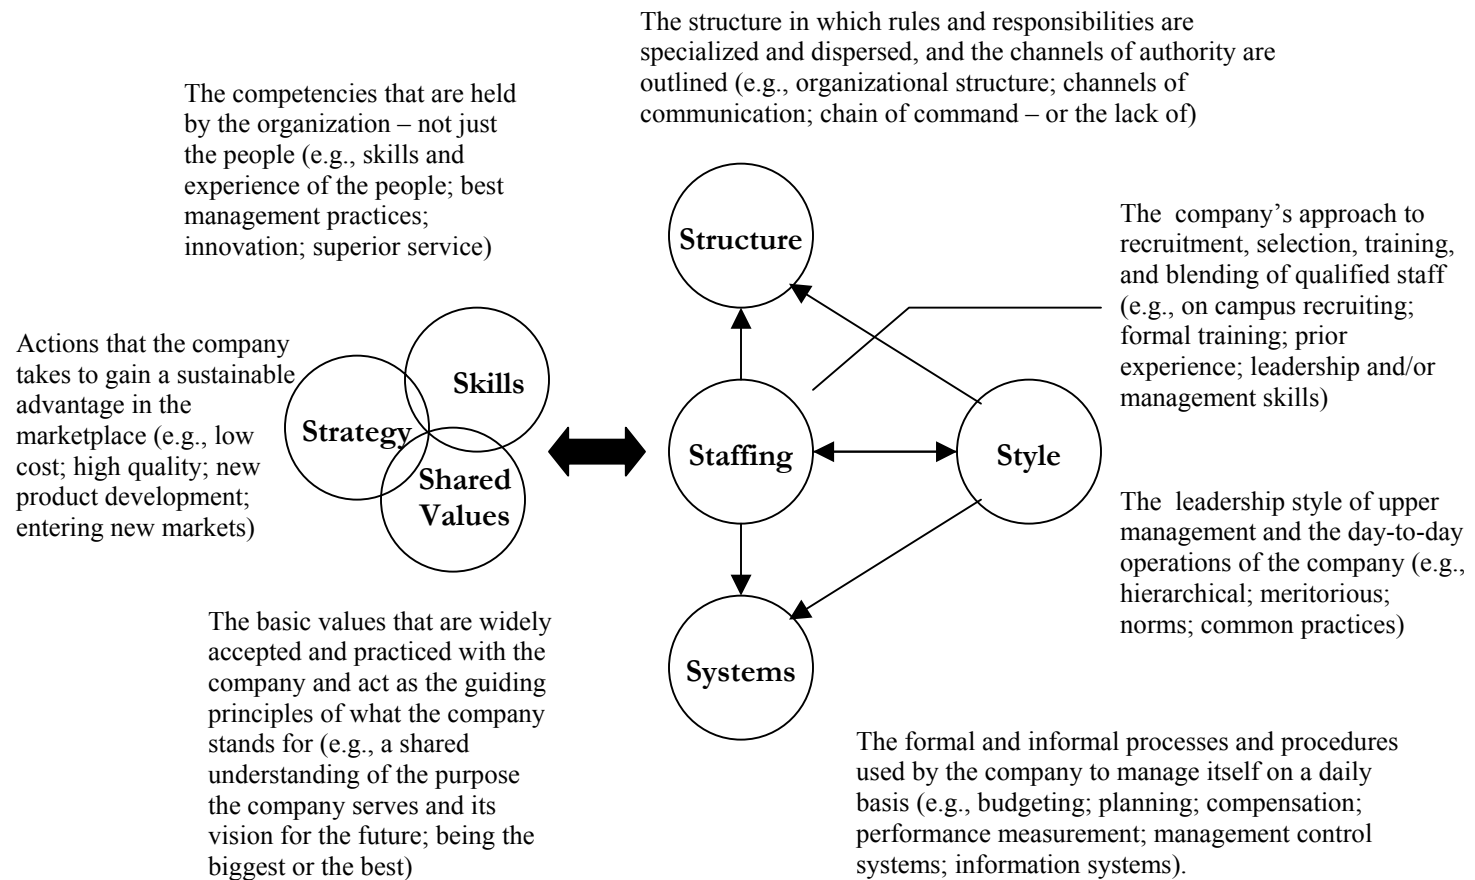 The structure in which rules and responsibilities are
specialized and dispersed, and the channels of authority are
outlined (e.g., organizational structure; channels of
communication; chain of command – or the lack of)
The competencies that are held
by the organization – not just
the people (e.g., skills and
experience of the people; best
management practices;
innovation; superior service)
Structure
The  company’s approach to
recruitment, selection, training,
and blending of qualified staff
(e.g., on campus recruiting;
formal training; prior
experience; leadership and/or
management skills)
Actions that the company
takes to gain a sustainable
advantage in the
marketplace (e.g., low
cost; high quality; new
product development;
entering new markets)
Skills
Strategy
Shared
Values
Staffing
Style
The  leadership style of upper
management and the day-to-day
operations of the company (e.g.,
hierarchical; meritorious;
norms; common practices)
The basic values that are widely
accepted and practiced with the
company and act as the guiding
principles of what the company
stands for (e.g., a shared
understanding of the purpose
the company serves and its
vision for the future; being the
biggest or the best)
Systems
The formal and informal processes and procedures
used by the company to manage itself on a daily
basis (e.g., budgeting; planning; compensation;
performance measurement; management control
systems; information systems).